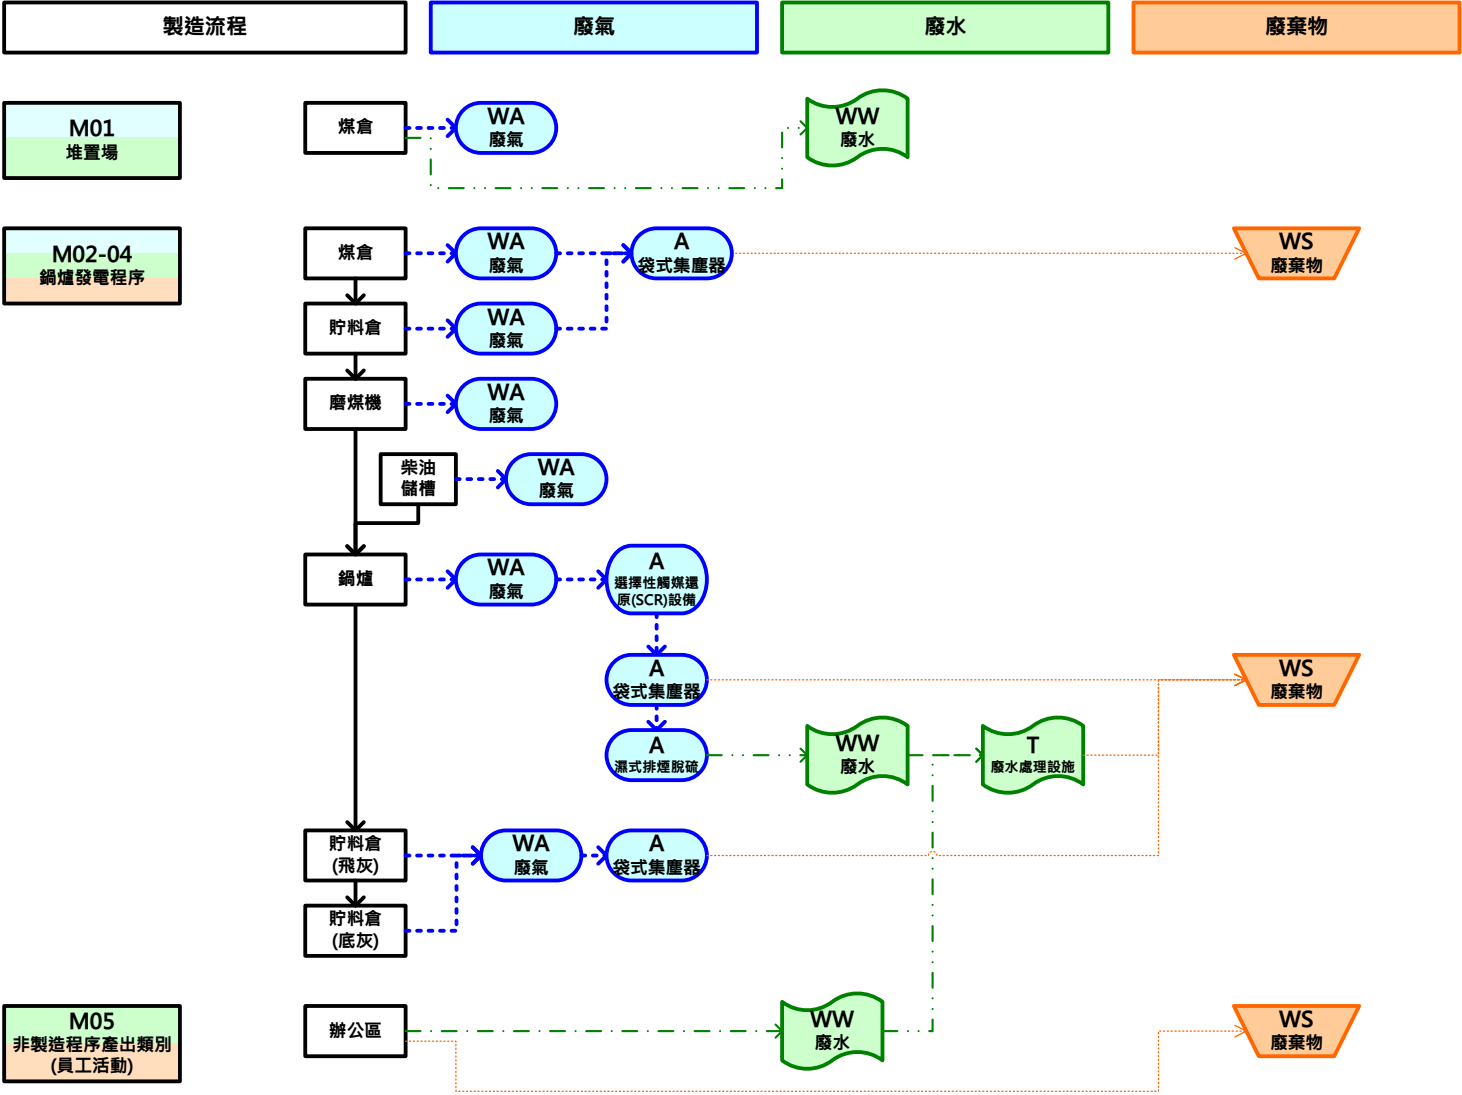 製造流程
廢氣
廢水
廢棄物
M01
堆置場
煤倉
WA
廢氣
WW
廢水
M02-04
鍋爐發電程序
煤倉
WA
廢氣
A
袋式集塵器
WS
廢棄物
貯料倉
WA
廢氣
磨煤機
WA
廢氣
柴油
儲槽
WA
廢氣
鍋爐
WA
廢氣
A
選擇性觸媒還
原(SCR)設備
A
袋式集塵器
WS
廢棄物
A
濕式排煙脫硫
WW
廢水
T
廢水處理設施
貯料倉
(飛灰)
WA
廢氣
A
袋式集塵器
貯料倉
(底灰)
M05
非製造程序產出類別
(員工活動)
辦公區
WW
廢水
WS
廢棄物